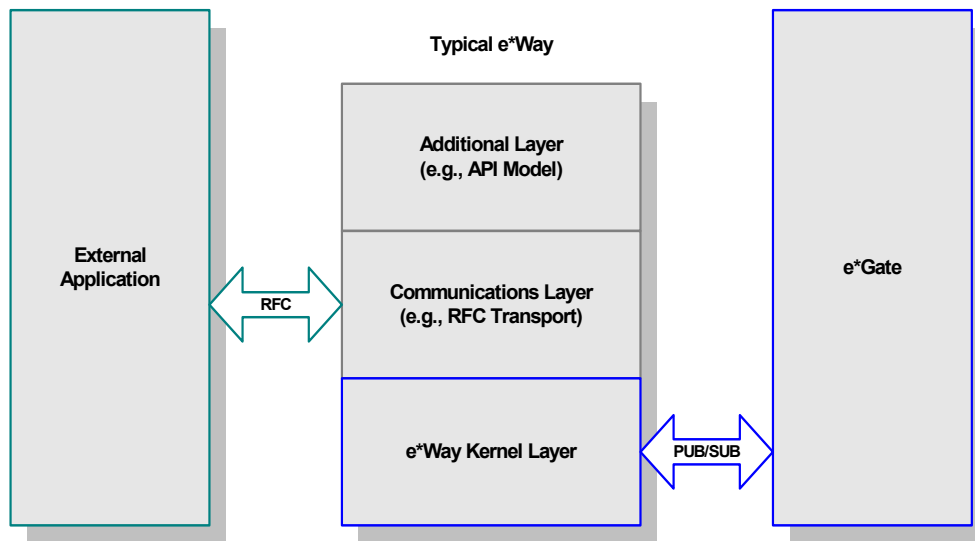 Typical e*Way
Additional Layer
(e.g., API Model)
External
Application
e*Gate
RFC
Communications Layer
(e.g., RFC Transport)
e*Way Kernel Layer
PUB/SUB